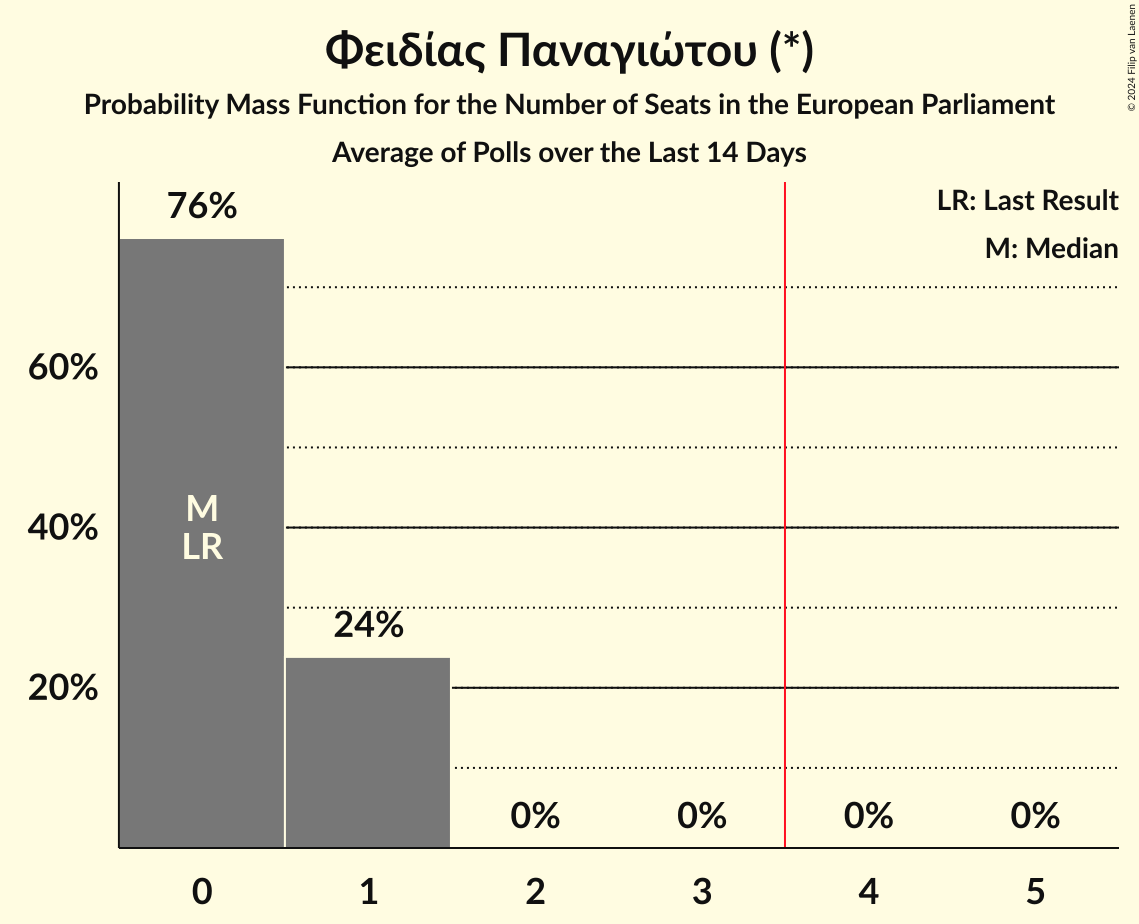 Φειδίας Παναγιώτου (*)
Probability Mass Function for the Number of Seats in the European Parliament
Average of Polls over the Last 14 Days
© 2024 Filip van Laenen
LR: Last Result
M: Median
76%
60%
40%
20%
M
LR
24%
0% 0% 0% 0%
0 1 2 3 4 5